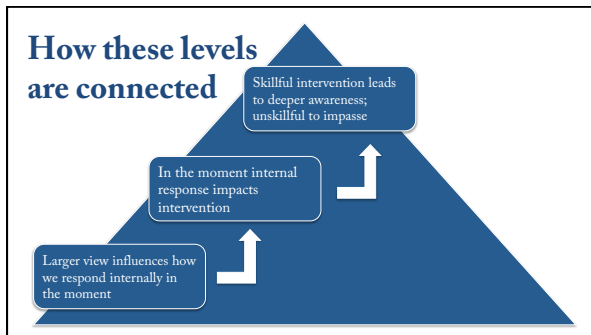 How these levels
are connected
Skillful intervention leads
to deeper awareness;
unskillful to impasse
In the moment internal
response impacts
intervention
Larger view influences how
we respond internally in
the moment